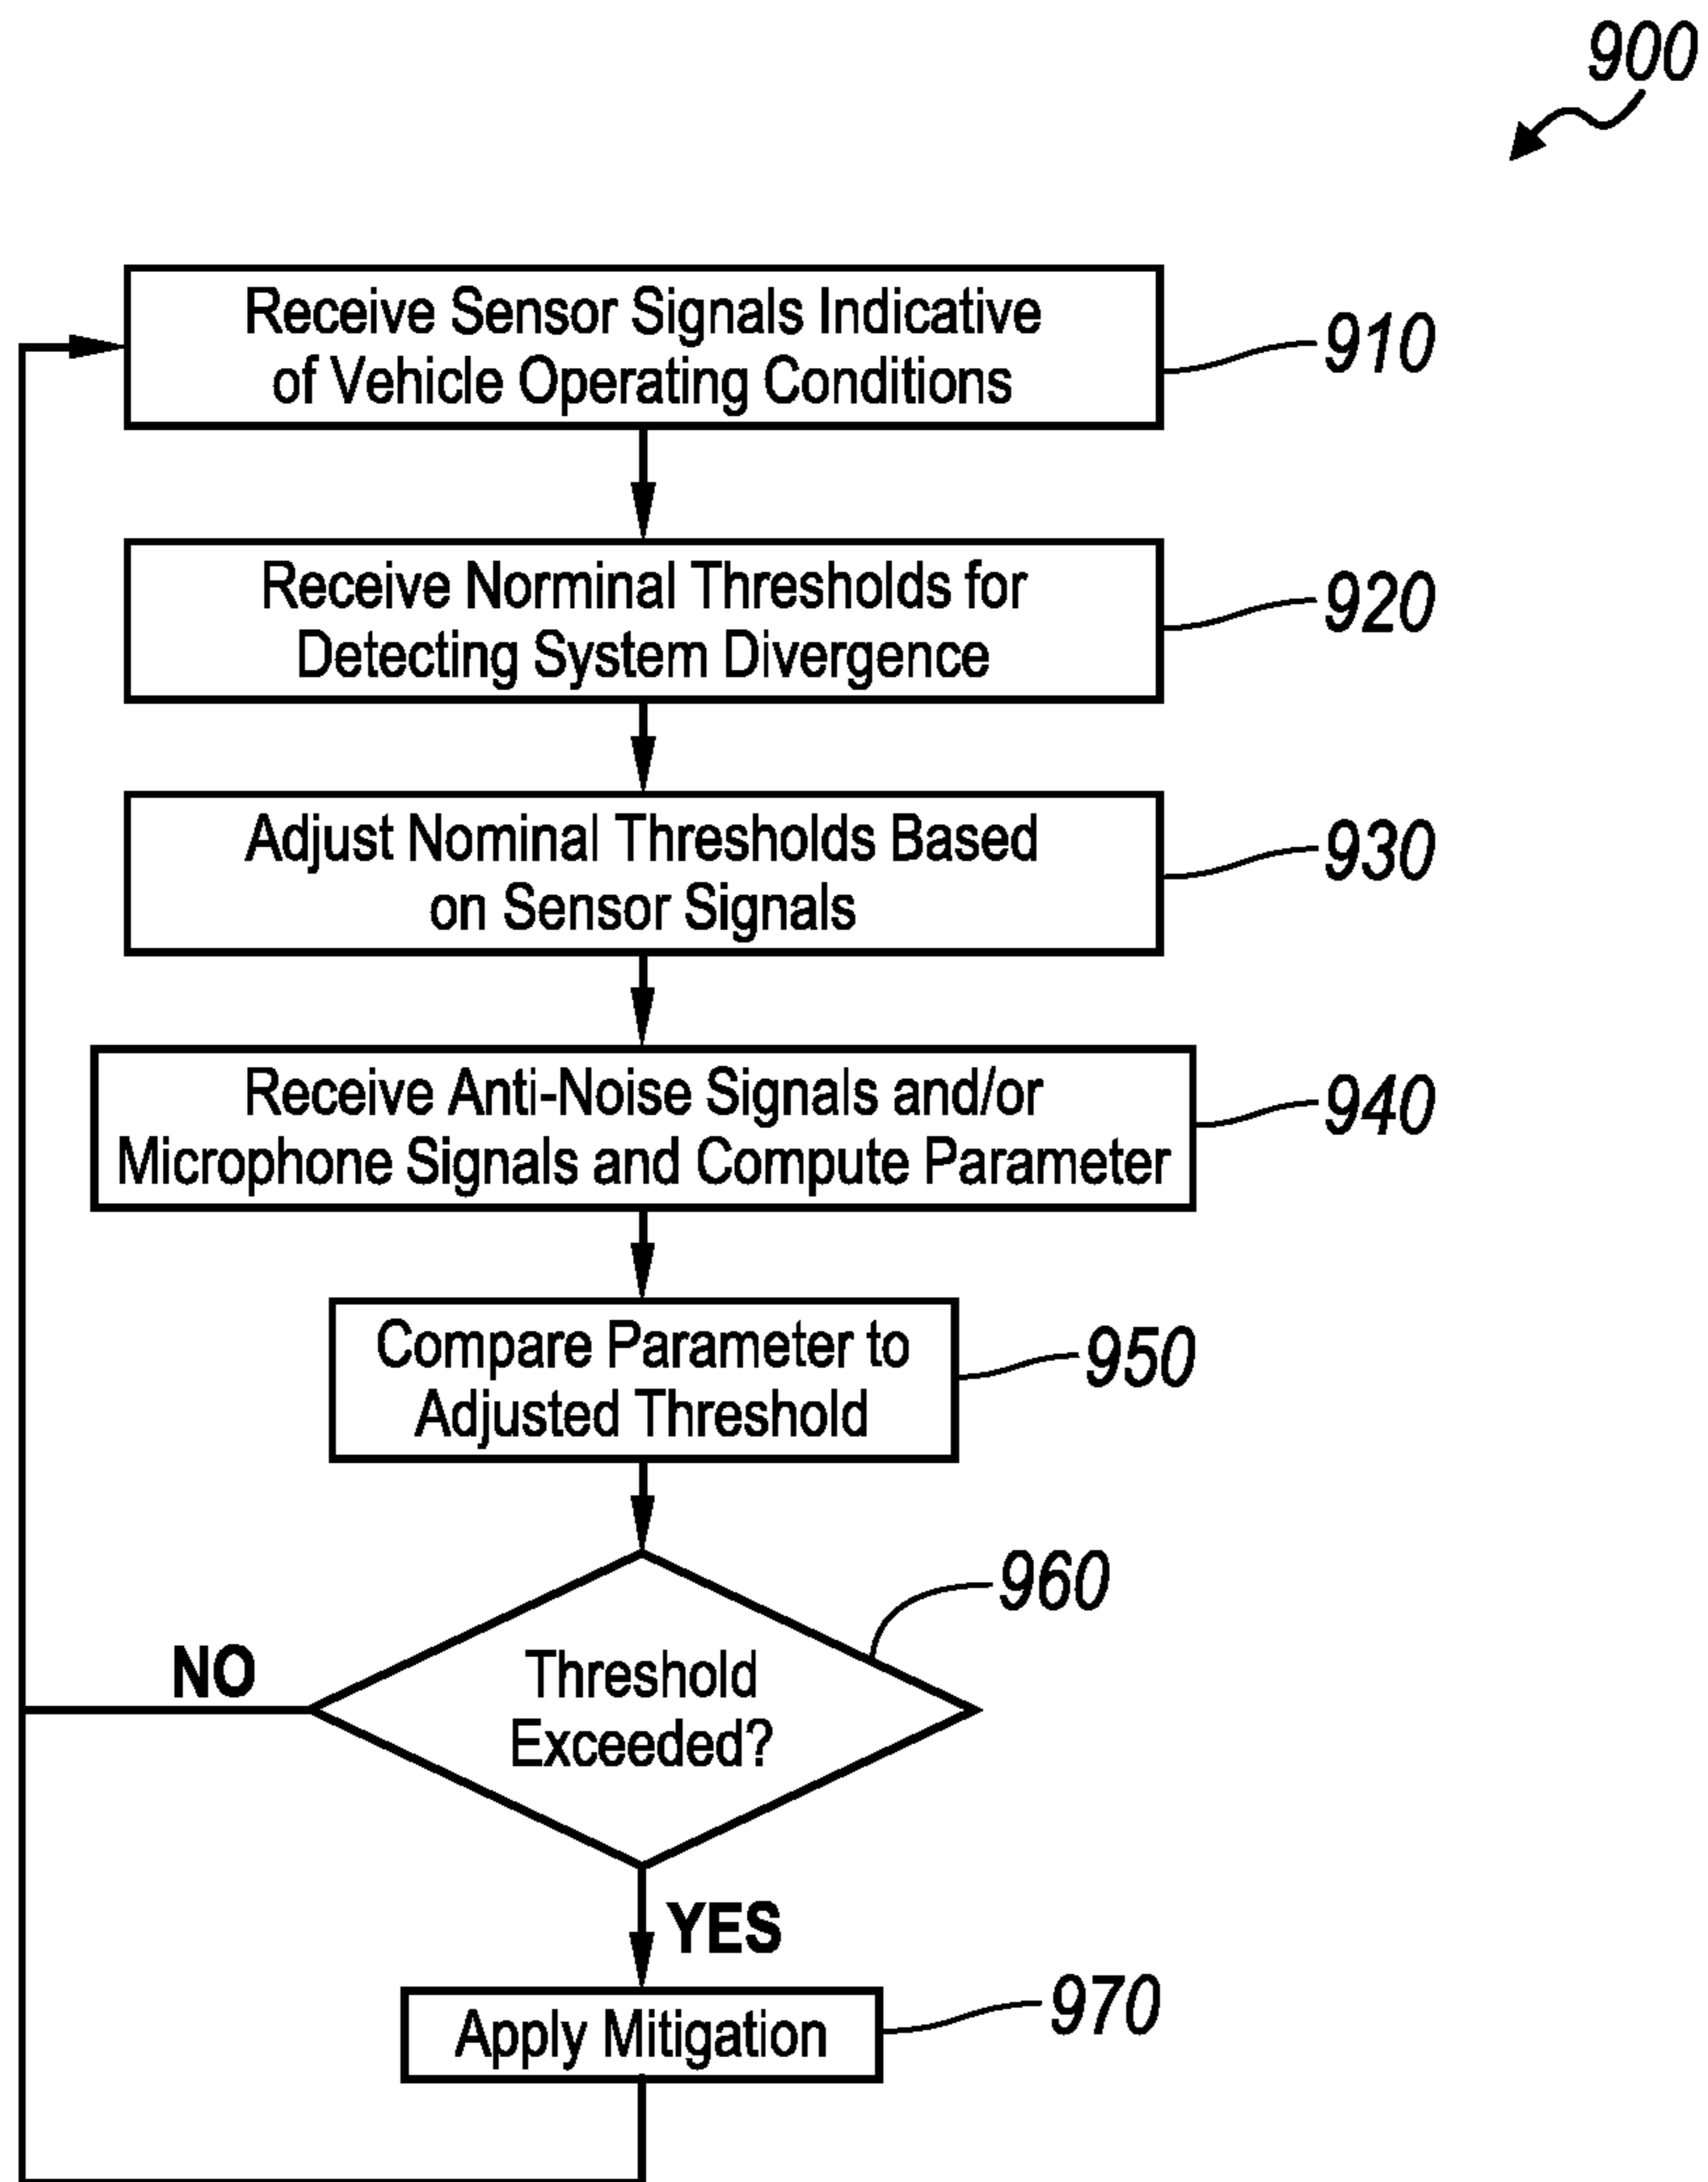 900
Receive Sensor Signals Indicative
of Vehicle Operating Conditions
910
Receive Norminal Thresholds for
Detecting System Divergence
920
Adjust Nominal Thresholds Based
on Sensor Signals
930
Receive Anti-Noise Signals and/or
Microphone Signals and Compute Parameter
940
Compare Parameter to
Adjusted Threshold
950
960
Threshold
Exceeded?
NO
YES
Apply Mitigation
970